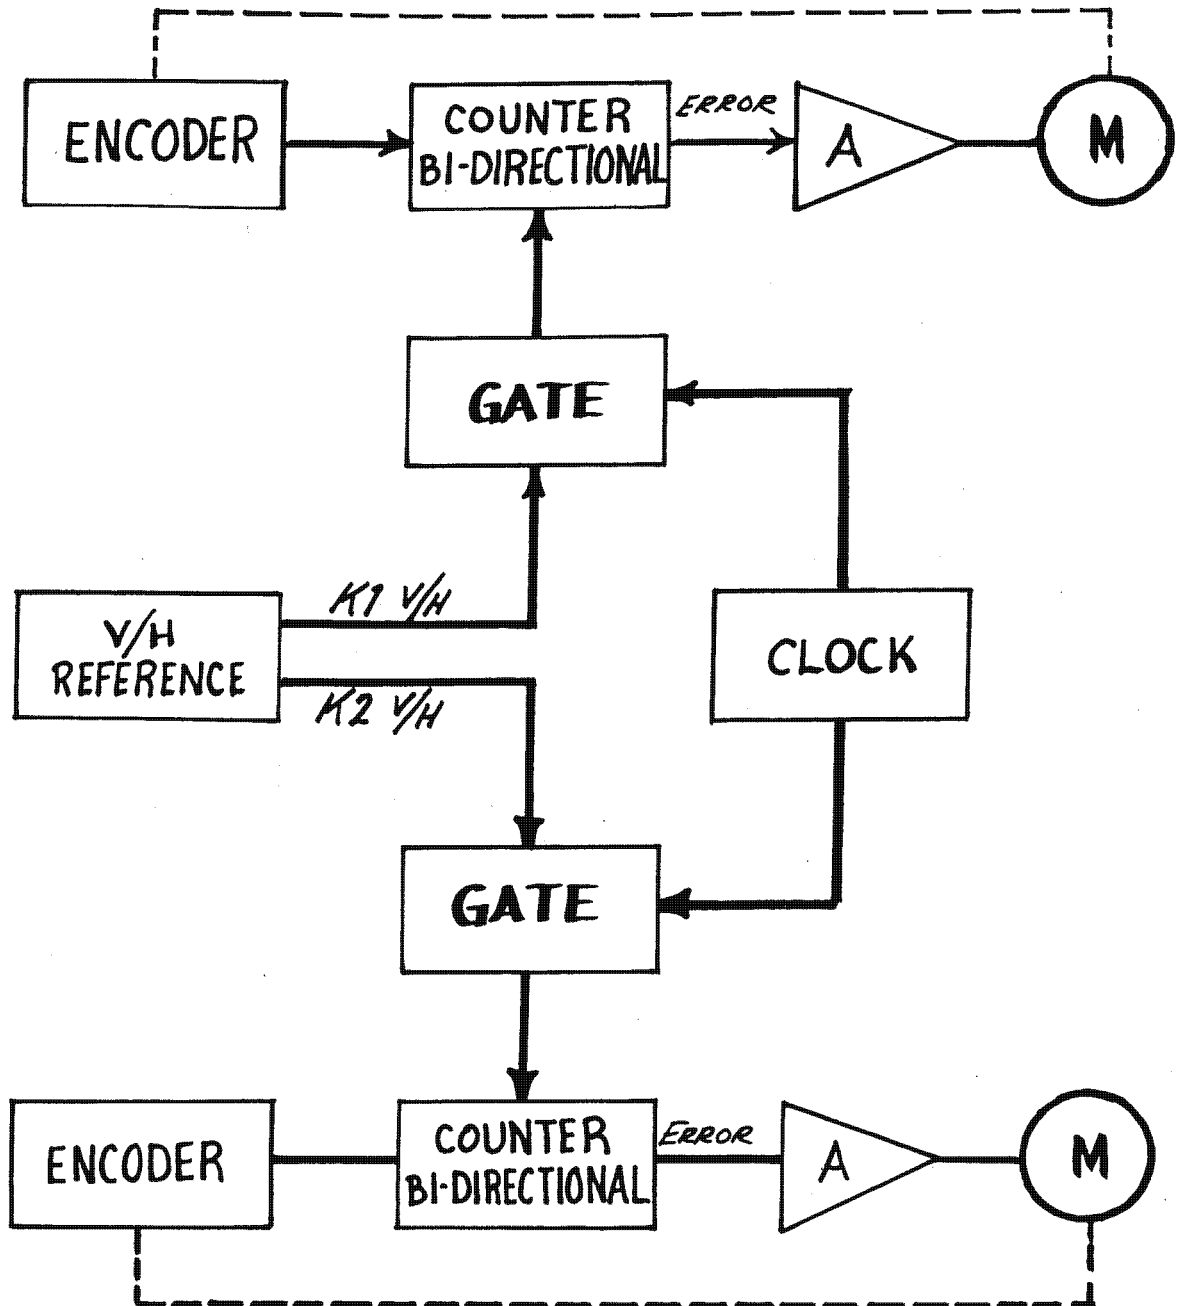 ENCODER
COUNTER
BI-DIRECTIONAL
ERROR
A
M
GATE
K1 V/H
V/H
REFERENCE
CLOCK
K2 V/H
GATE
ENCODER
COUNTER
BI-DIRECTIONAL
ERROR
A
M